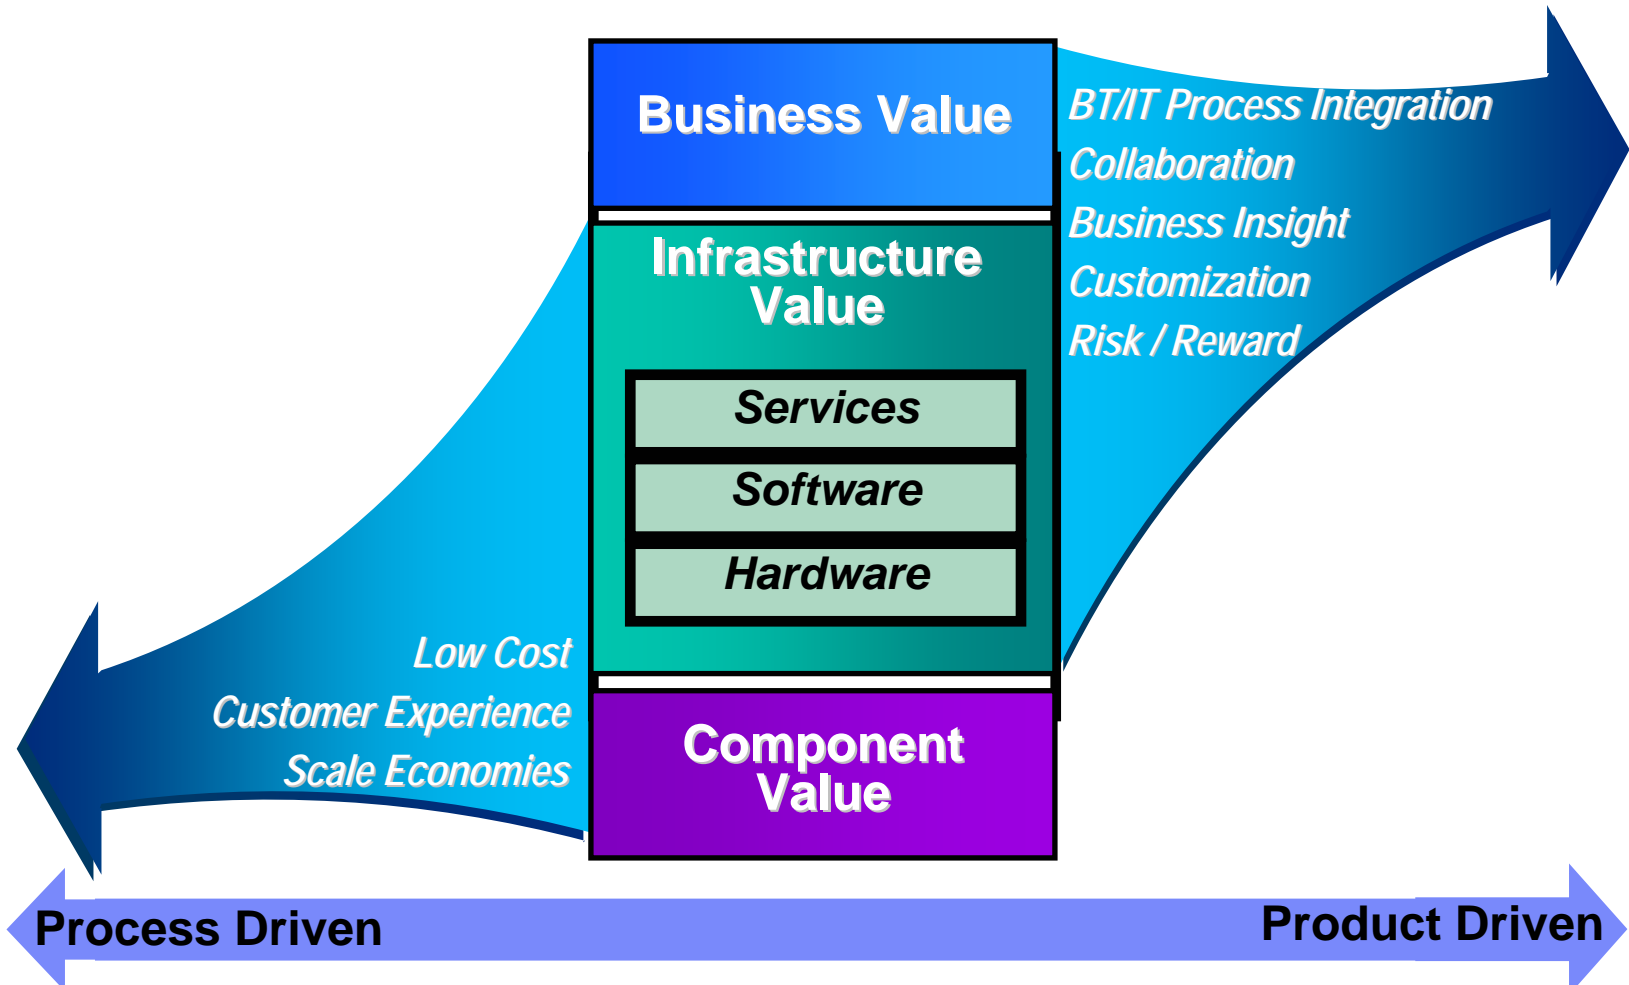 Business Value
BT/IT Process Integration
Collaboration
Business Insight
Customization
Risk / Reward
Infrastructure
Value
Services
Software
Hardware
Low Cost
Customer Experience
Scale Economies
Component
Value
Process Driven
Product Driven